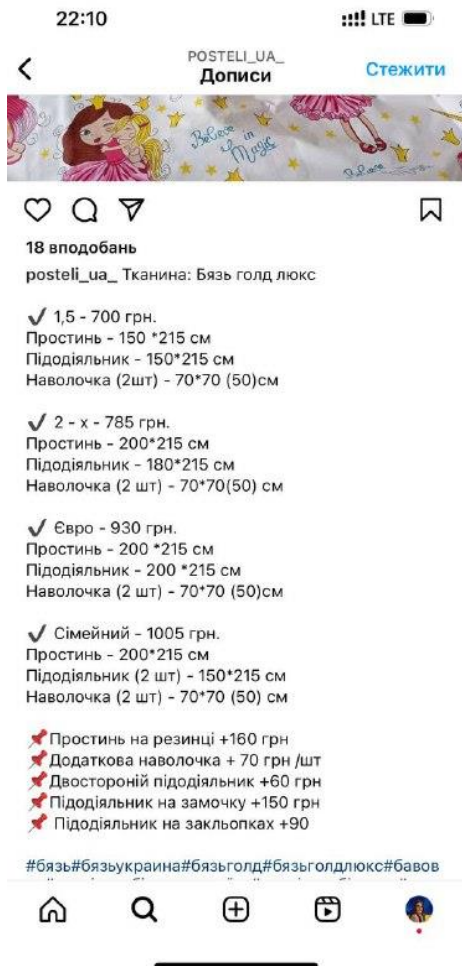 22:10
LTE
POSTELI_UA_
Дописи
Стежити
Believe in Magic
18 вподобань
posteli_ua_ Тканина: Бязь голд люкс
✓ 1,5 - 700 грн.
Простинь - 150 *215 см
Підодіяльник - 150*215 см
Наволочка (2шт) - 70*70 (50)см
✓ 2 - х - 785 грн.
Простинь - 200*215 см
Підодіяльник - 180*215 см
Наволочка (2 шт) - 70*70(50) см
✓ Євро - 930 грн.
Простинь - 200 *215 см
Підодіяльник - 200 *215 см
Наволочка (2 шт) - 70*70 (50)см
✓ Сімейний - 1005 грн.
Простинь - 200*215 см
Підодіяльник (2 шт) - 150*215 см
Наволочка (2 шт) - 70*70 (50) см
📌Простинь на резинці +160 грн
📌Додаткова наволочка + 70 грн /шт
📌Двостороній підодіяльник +60 грн
📌Підодіяльник на замочку +150 грн
📌 Підодіяльник на закльопках +90
#бязь#бязьукраина#бязьголд#бязьголдлюкс#бавов